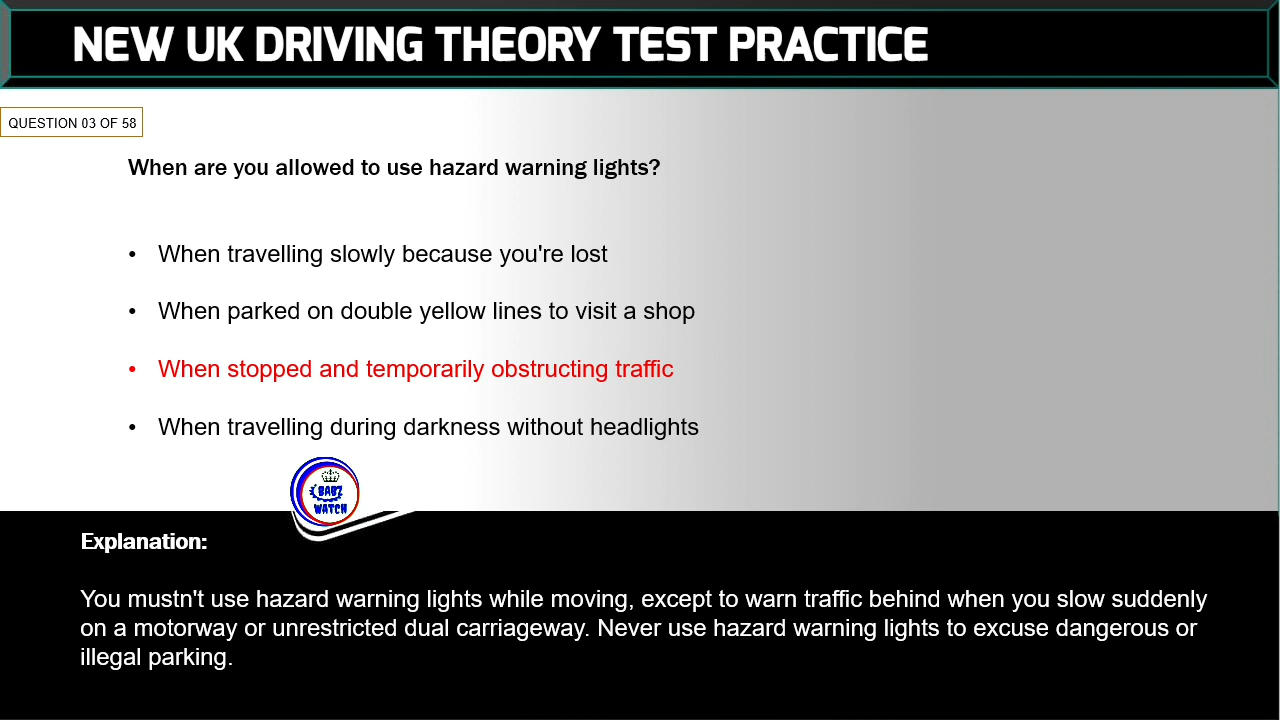 NEW UK DRIVING THEORY TEST PRACTICE
QUESTION 03 OF 58
When are you allowed to use hazard warning lights?
• When travelling slowly because you're lost
• When parked on double yellow lines to visit a shop
• When stopped and temporarily obstructing traffic
• When travelling during darkness without headlights
BABZ
WATCH
Explanation:
You mustn't use hazard warning lights while moving, except to warn traffic behind when you slow suddenly
on a motorway or unrestricted dual carriageway. Never use hazard warning lights to excuse dangerous or
illegal parking.